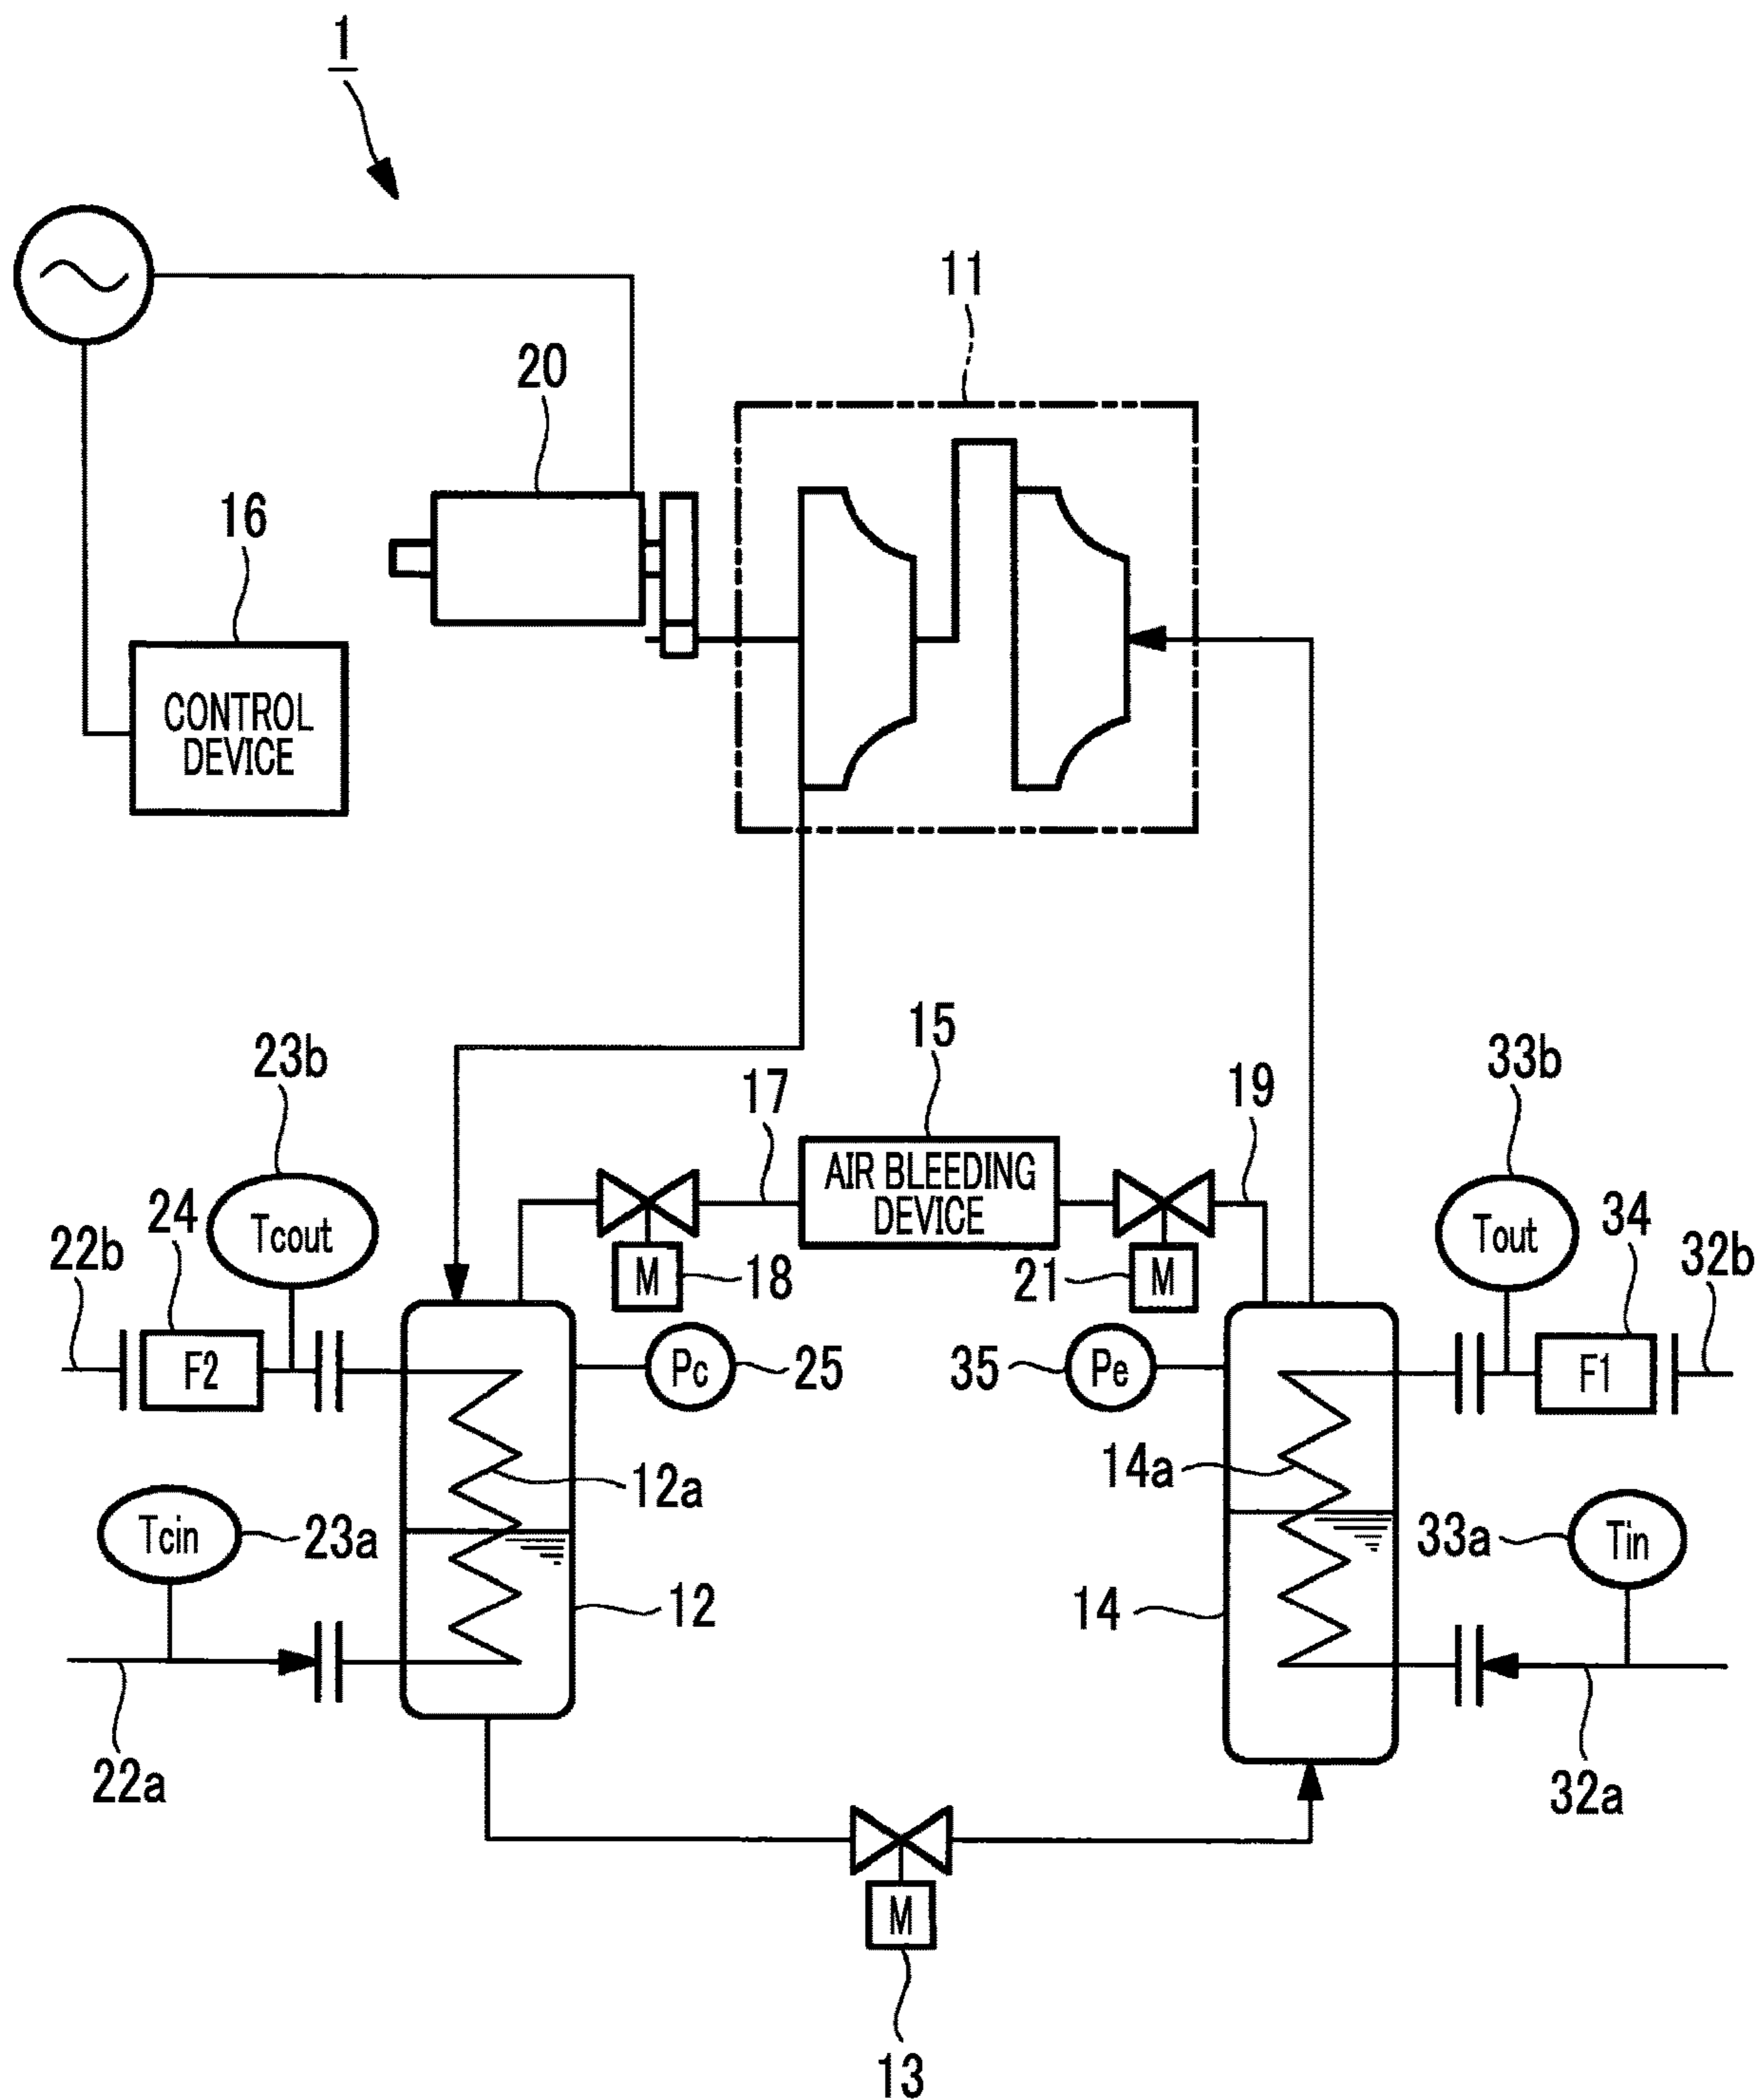 1
11
20
16
CONTROL
DEVICE
15
23b
17
19
33b
AIR BLEEDING
DEVICE
24
Tcout
Tout
34
22b
M
18
21
M
32b
F2
Pc
25
35
Pe
F1
12a
14a
Tcin
23a
33a
Tin
12
14
22a
32a
M
13